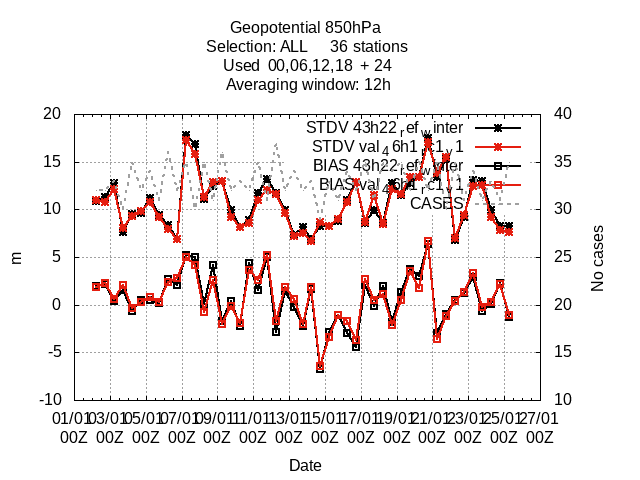 Geopotential 850hPa
Selection: ALL 36 stations
Used 00,06,12,18 + 24
Averaging window: 12h
20
15
10
5
0
-5
-10
40
35
30
25
20
15
10
m
No cases
STDV 43h22_ref_winter
STDV val_46h1_rc1_v1
BIAS 43h22_ref_winter
BIAS val_46h1_rc1_v1
CASES
01/01 03/01 05/01 07/01 09/01 11/01 13/01 15/01 17/01 19/01 21/01 23/01 25/01 27/01
00Z 00Z 00Z 00Z 00Z 00Z 00Z 00Z 00Z 00Z 00Z 00Z 00Z 00Z
Date